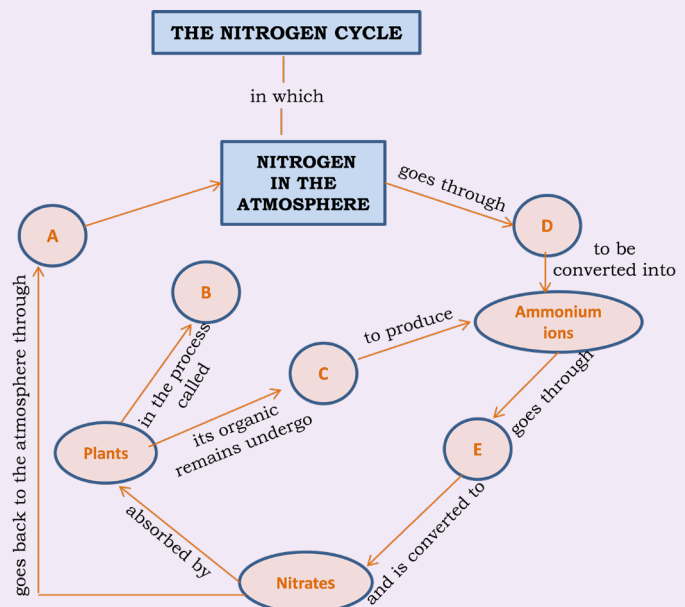 THE NITROGEN CYCLE
in which
NITROGEN
IN THE
ATMOSPHERE
goes through
D
to be
converted into
A
B
Ammonium
ions
to produce
C
in the process
called
goes through
its organic
remains undergo
Plants
E
goes back to the atmosphere through
absorbed by
and is converted to
Nitrates